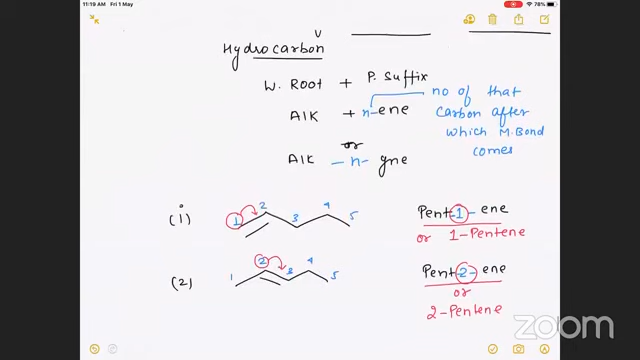 11:19 AM Fri 1 May
78%
Hydrocarbon
W. Root + P. Suffix
Alk + n-ene
or
Alk - n- yne
no of that
Carbon after
which M. Bond
comes
(i)
1 2 3 4 5
Pent-1-ene
or 1-Pentene
(2)
1 2 3 4 5
Pent-2-ene
or
2-Pentene
zoom